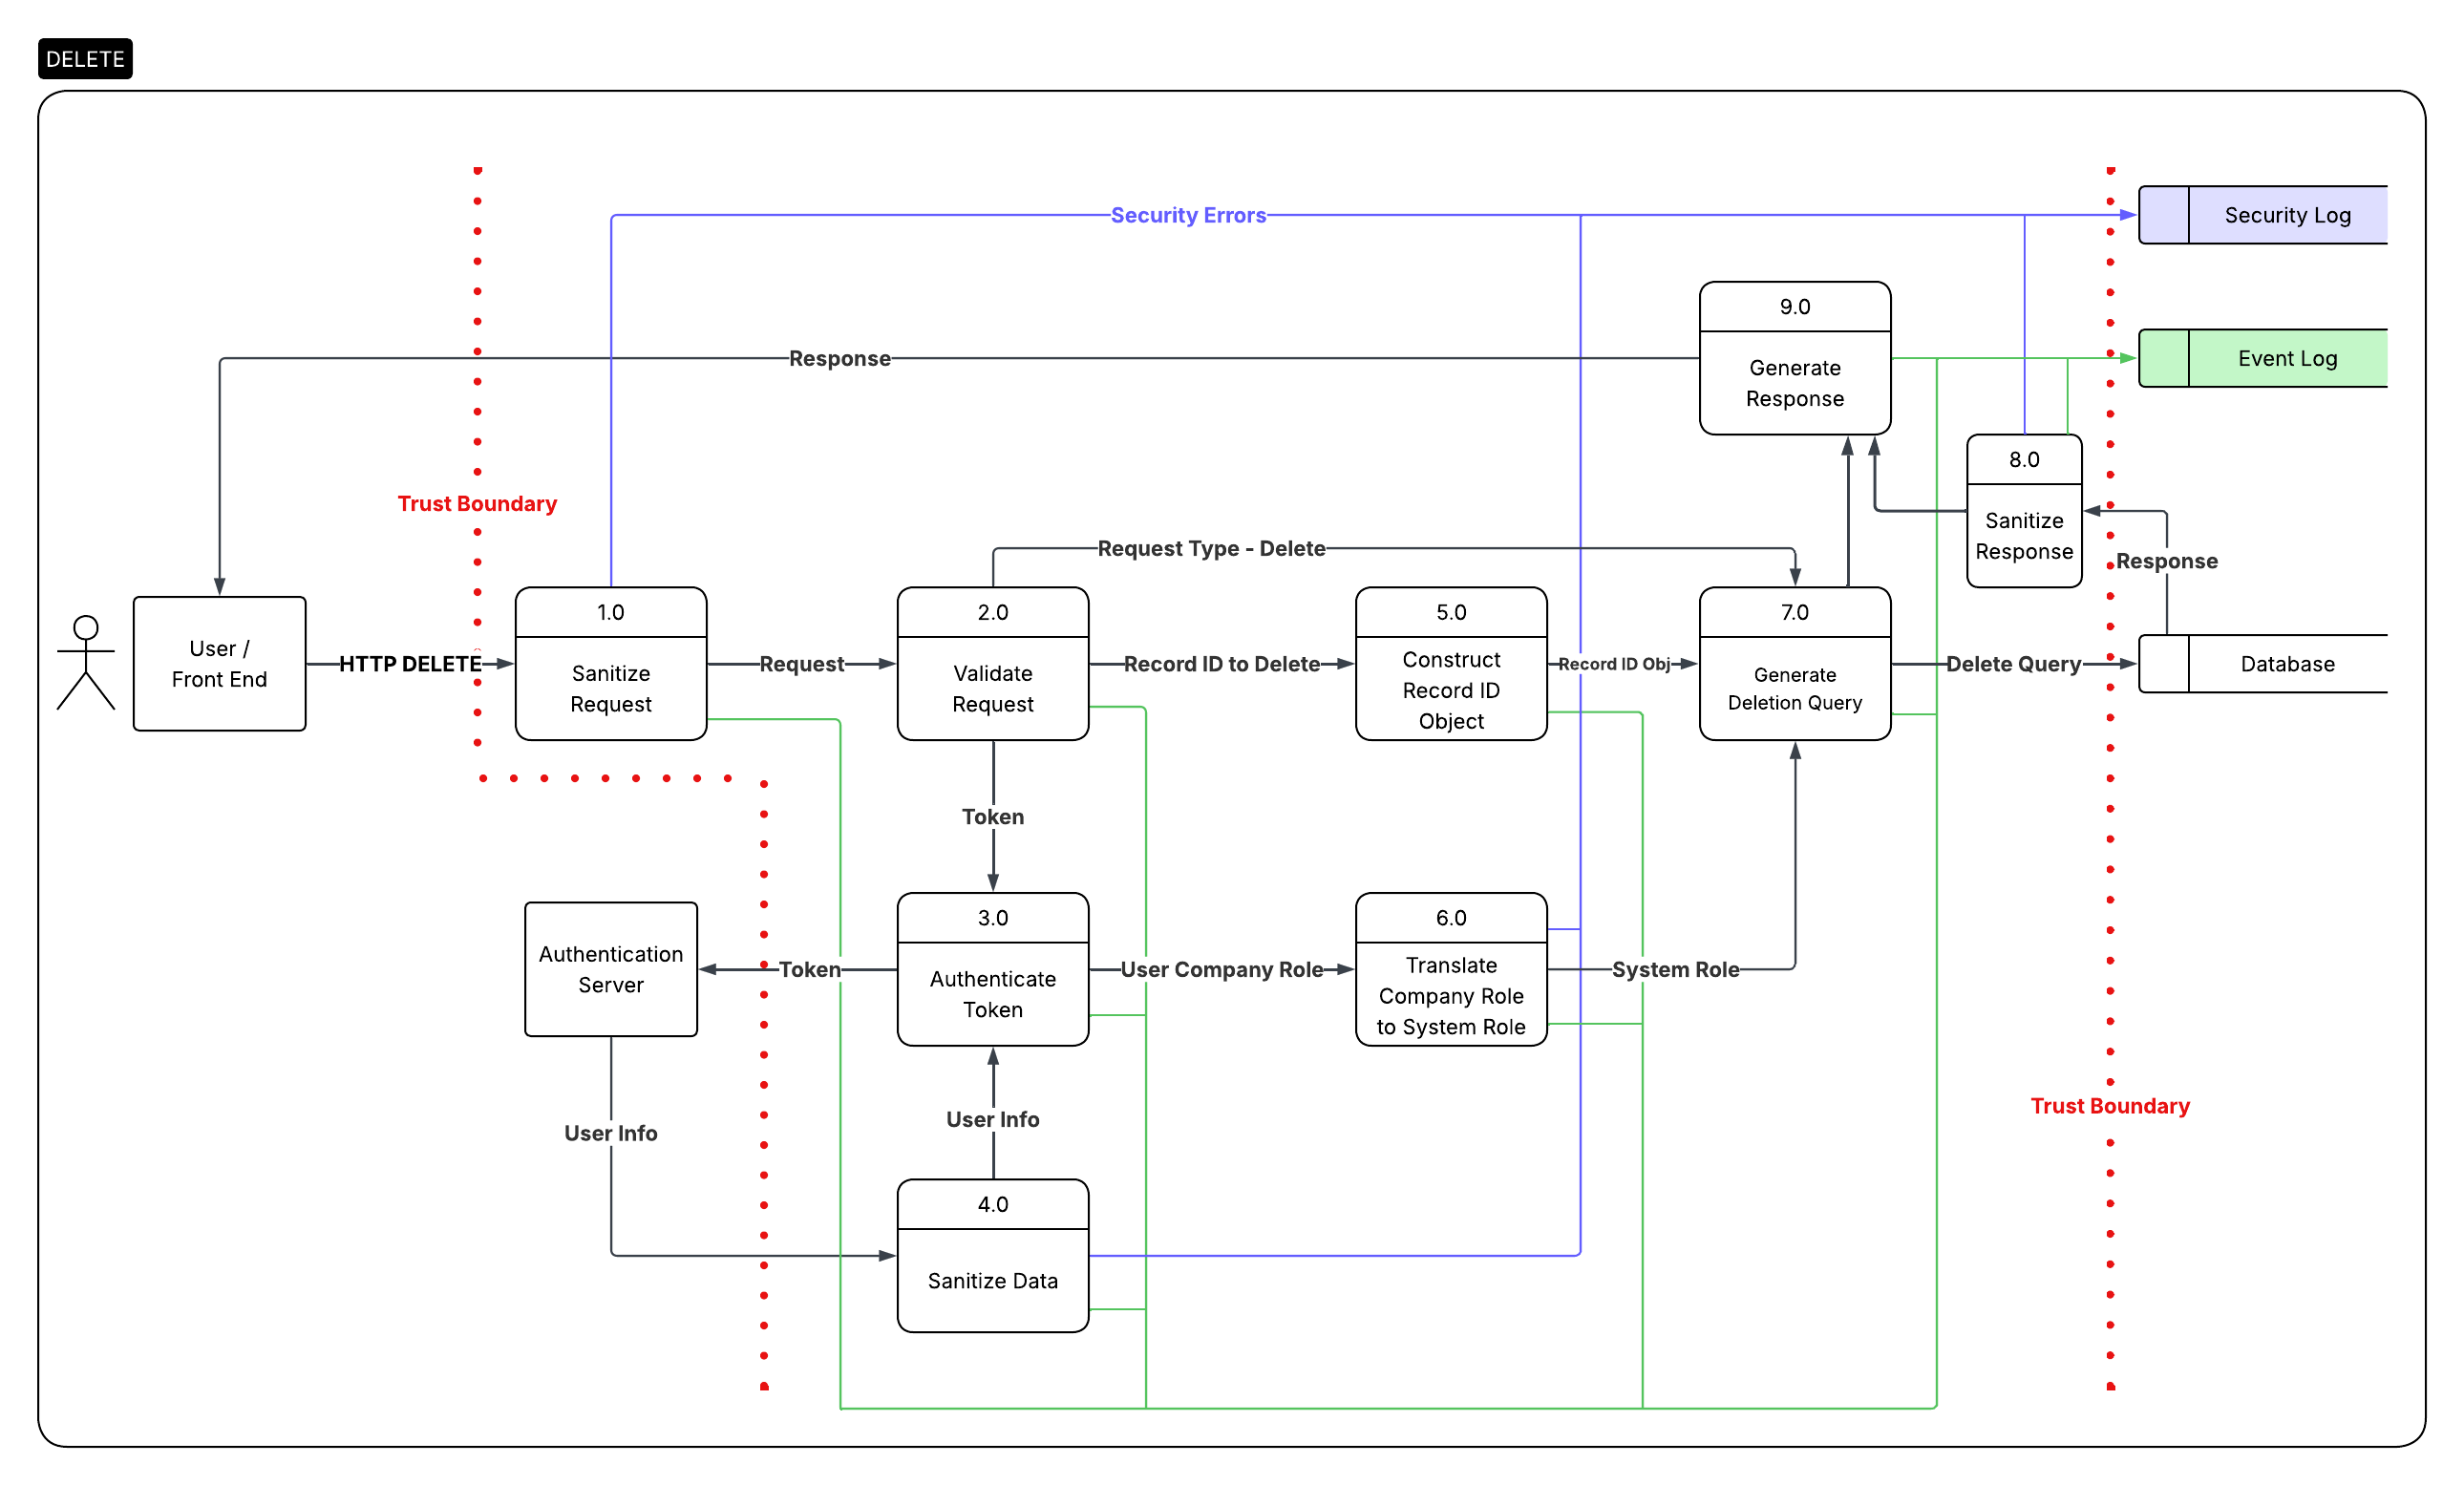 DELETE
Security Errors
Security Log
9.0
Generate
Response
Response
Event Log
8.0
Sanitize
Response
Trust Boundary
Request Type - Delete
Response
User /
Front End
HTTP DELETE
1.0
Sanitize
Request
Request
2.0
Validate
Request
Record ID to Delete
5.0
Construct
Record ID
Object
Record ID Obj
7.0
Generate
Deletion Query
Delete Query
Database
Token
Authentication
Server
Token
3.0
Authenticate
Token
User Company Role
6.0
Translate
Company Role
to System Role
System Role
User Info
User Info
Trust Boundary
4.0
Sanitize Data